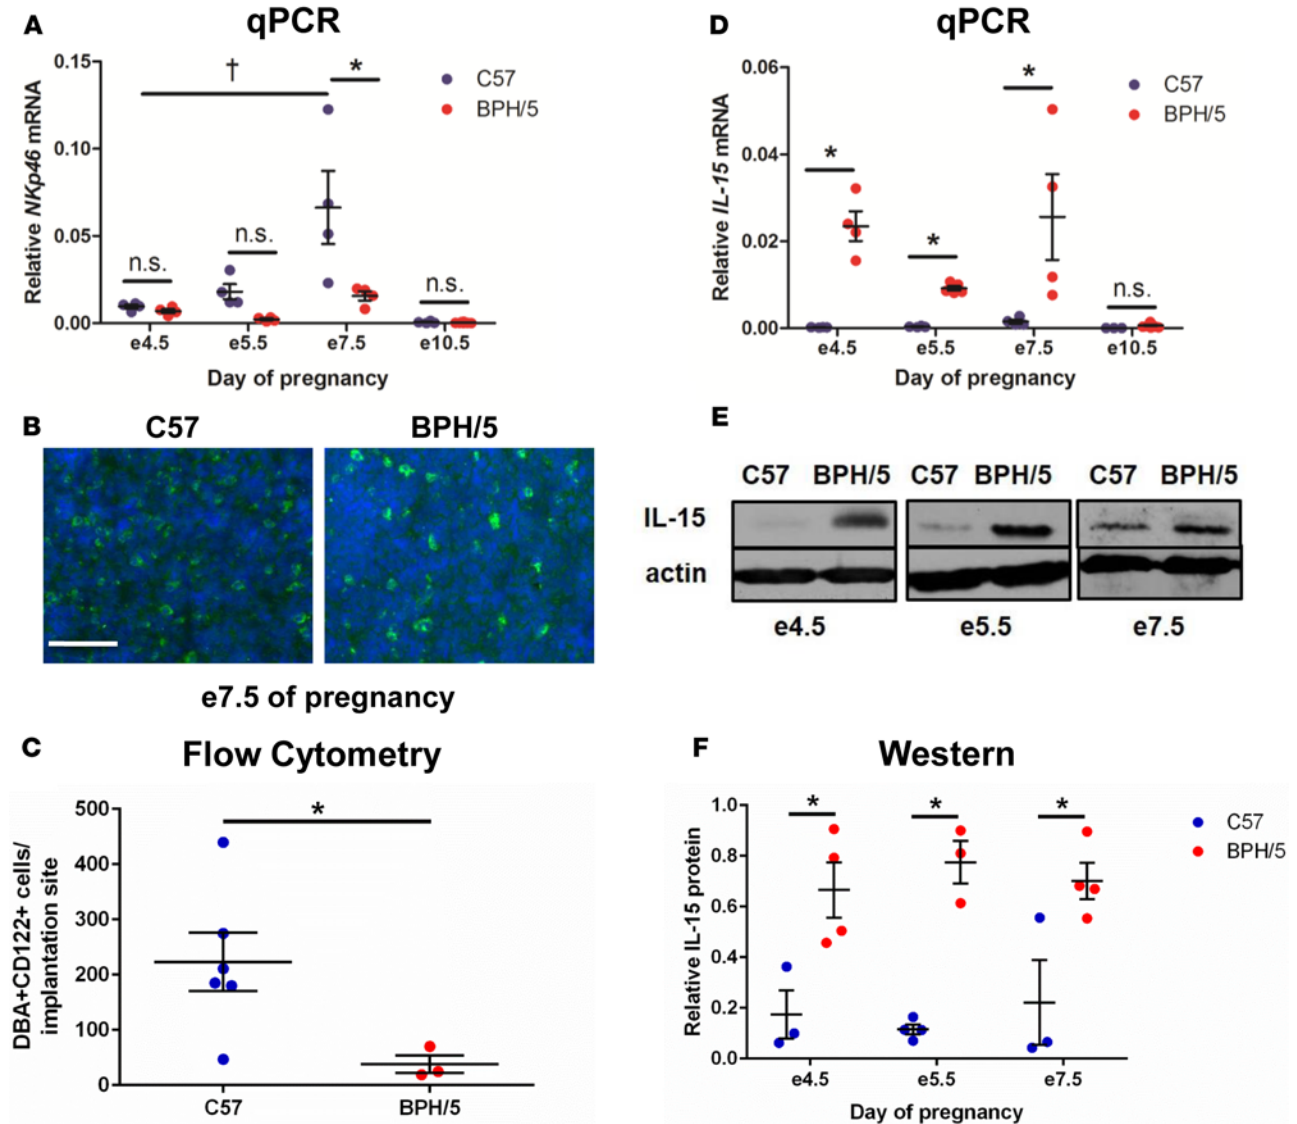 A
qPCR
Relative NKp46 mRNA
0.15
0.10
0.05
0.00
†
*
n.s.
n.s.
n.s.
C57
BPH/5
e4.5 e5.5 e7.5 e10.5
Day of pregnancy
D
qPCR
Relative IL-15 mRNA
0.06
0.04
0.02
0.00
*
*
*
n.s.
C57
BPH/5
e4.5 e5.5 e7.5 e10.5
Day of pregnancy
B
C57 BPH/5
e7.5 of pregnancy
E
C57 BPH/5 C57 BPH/5 C57 BPH/5
IL-15
actin
e4.5 e5.5 e7.5
C
Flow Cytometry
DBA+CD122+ cells/
implantation site
500
400
300
200
100
0
*
C57 BPH/5
F
Western
Relative IL-15 protein
1.0
0.8
0.6
0.4
0.2
0.0
*
*
*
C57
BPH/5
e4.5 e5.5 e7.5
Day of pregnancy